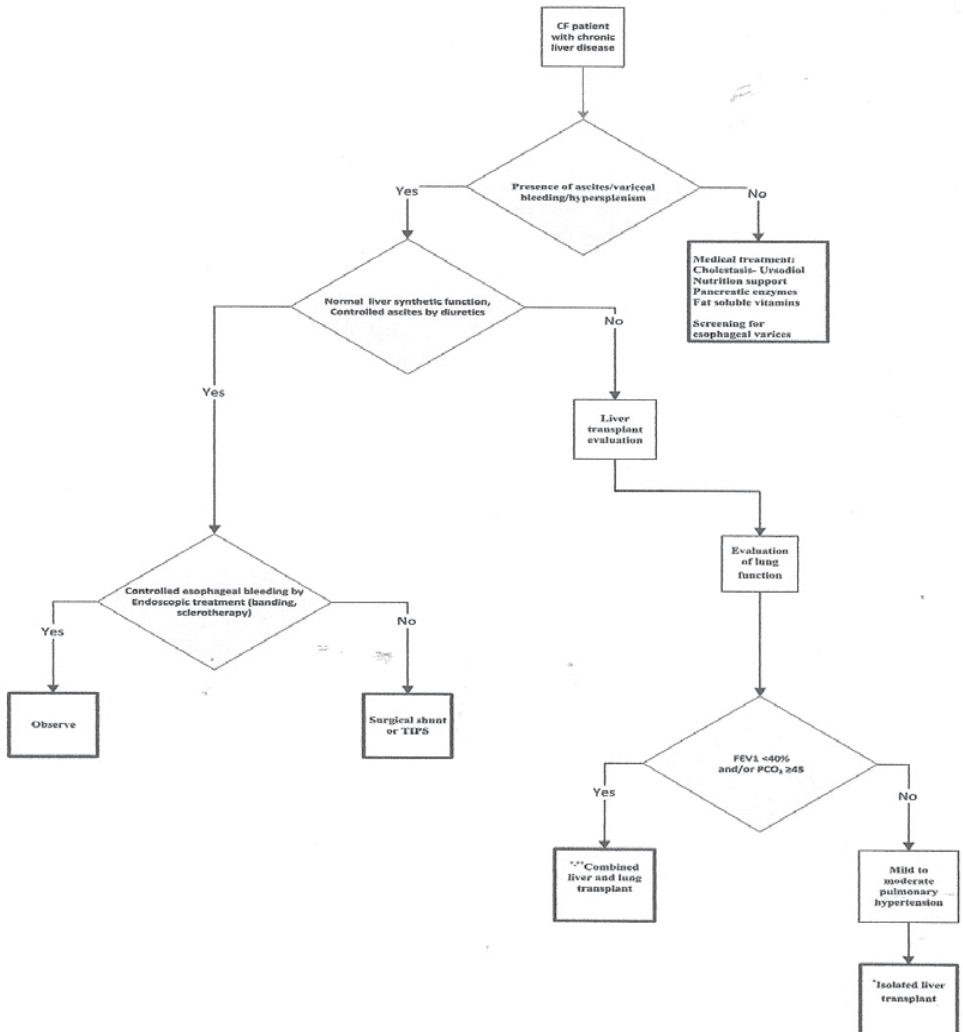 CF patient
with chronic
liver disease
Presence of ascites/variceal
bleeding/hypersplenism
Yes
No
Medical treatment:
Cholestasis- Ursodiol
Nutrition support
Pancreatic enzymes
Fat soluble vitamins
Screening for
esophageal varices
Normal liver synthetic function,
Controlled ascites by diuretics
No
Yes
Liver
transplant
evaluation
Evaluation
of lung
function
Controlled esophageal bleeding by
Endoscopic treatment (banding,
sclerotherapy)
Yes
No
Observe
Surgical shunt
or TIPS
FEV1 <40%
and/or PCO₂ ≥45
Yes
No
*,**Combined
liver and lung
transplant
Mild to
moderate
pulmonary
hypertension
*Isolated liver
transplant